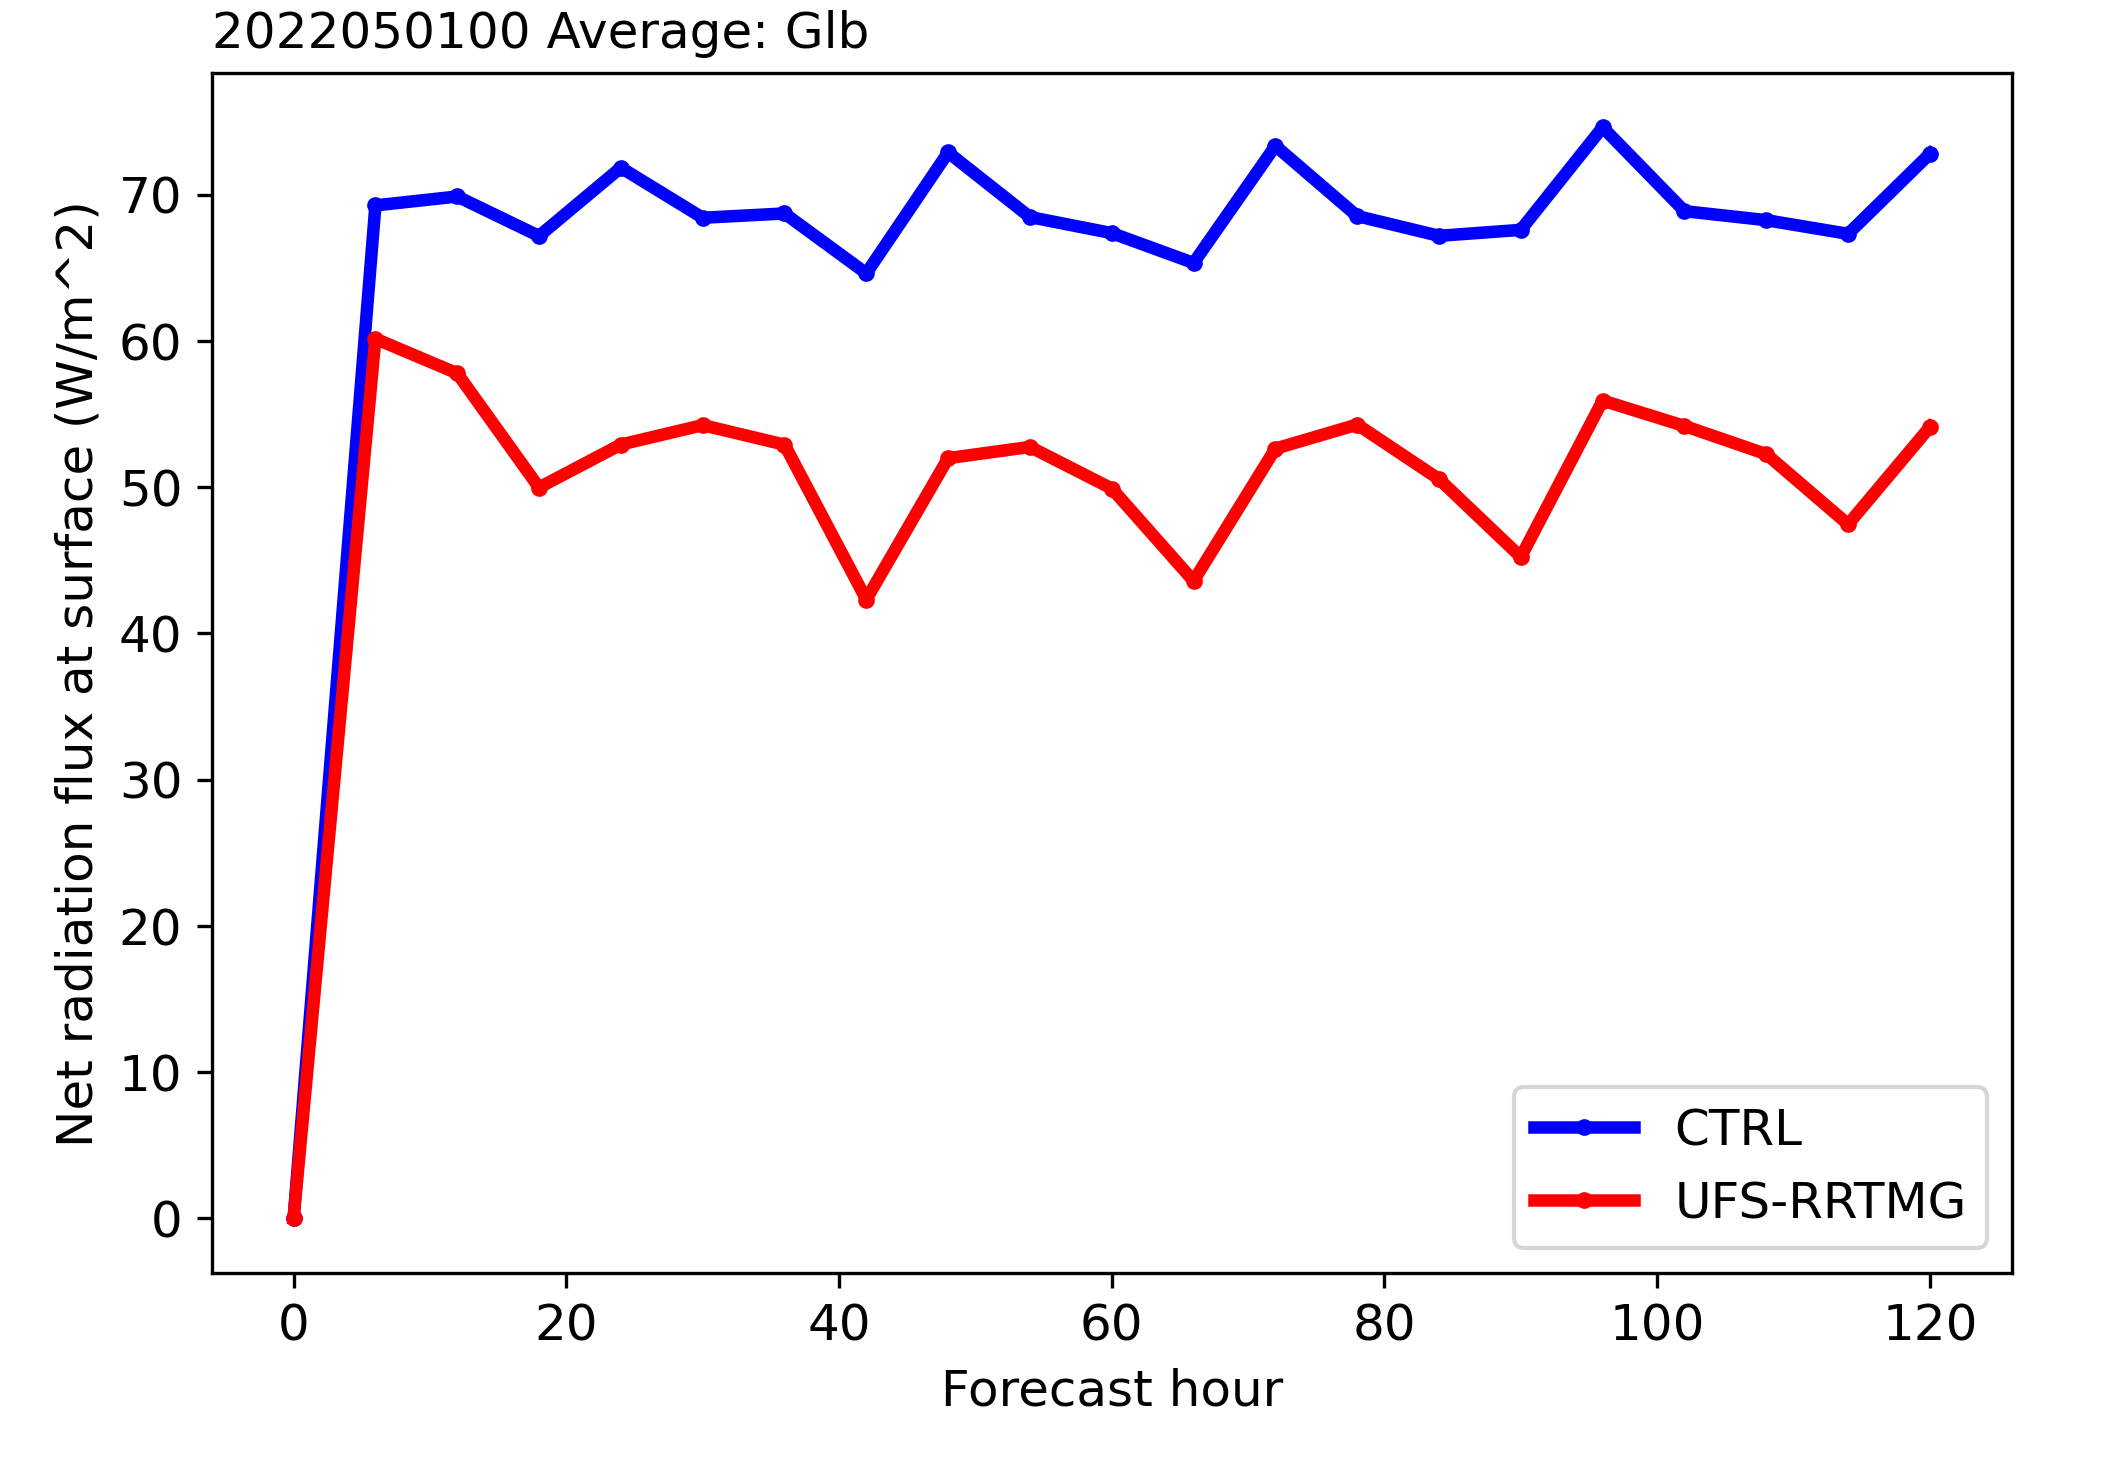 2022050100 Average: Glb
Net radiation flux at surface (W/m^2)
70
60
50
40
30
20
10
0
0 20 40 60 80 100 120
Forecast hour
CTRL
UFS-RRTMG